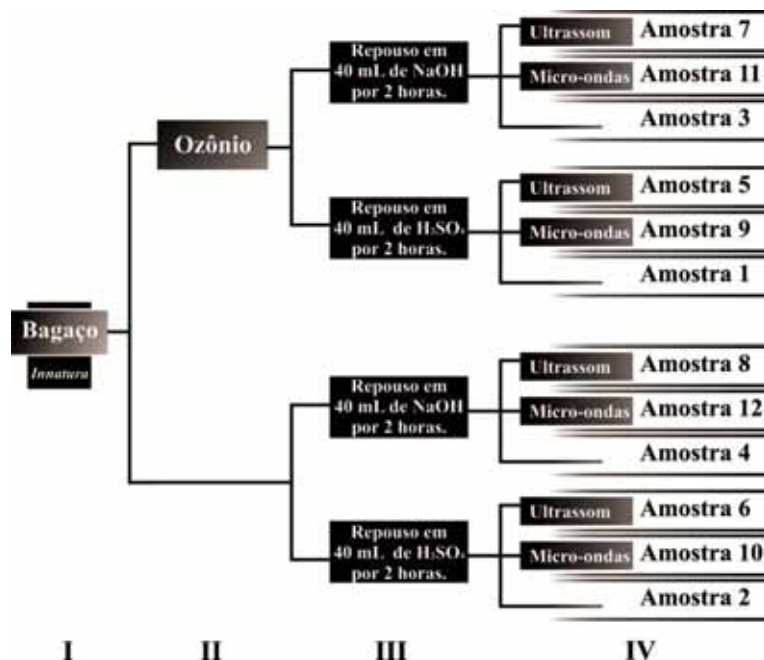 Repouso em
40 mL de NaOH
por 2 horas.
Ultrassom Amostra 7
Micro-ondas Amostra 11
Amostra 3
Ozônio
Repouso em
40 mL de H₂SO₄
por 2 horas.
Ultrassom Amostra 5
Micro-ondas Amostra 9
Amostra 1
Bagaço
Innatura
Repouso em
40 mL de NaOH
por 2 horas.
Ultrassom Amostra 8
Micro-ondas Amostra 12
Amostra 4
Repouso em
40 mL de H₂SO₄
por 2 horas.
Ultrassom Amostra 6
Micro-ondas Amostra 10
Amostra 2
I II III IV